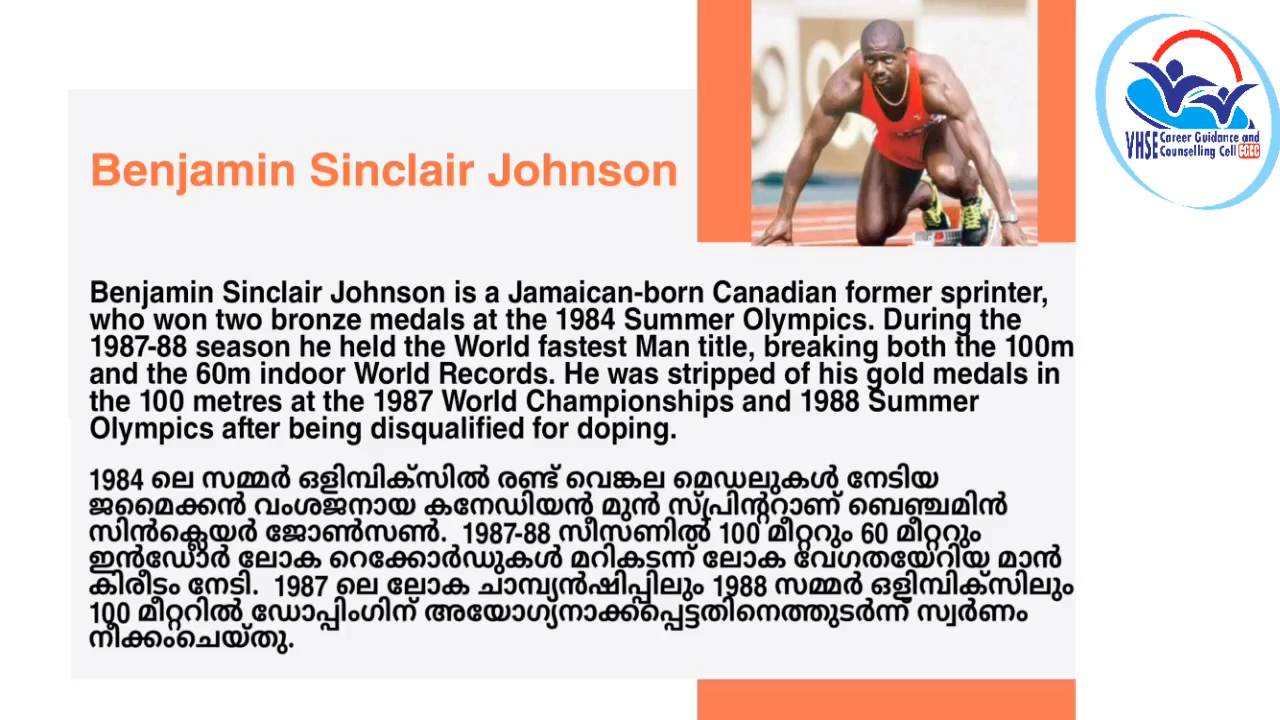 VHSE Career Guidance and
Counselling Cell CGCC
Benjamin Sinclair Johnson
Benjamin Sinclair Johnson is a Jamaican-born Canadian former sprinter,
who won two bronze medals at the 1984 Summer Olympics. During the
1987-88 season he held the World fastest Man title, breaking both the 100m
and the 60m indoor World Records. He was stripped of his gold medals in
the 100 metres at the 1987 World Championships and 1988 Summer
Olympics after being disqualified for doping.
1984 ലെ സമ്മർ ഒളിമ്പിക്സിൽ രണ്ട് വെങ്കല മെഡലുകൾ നേടിയ
ജമൈക്കൻ വംശജനായ കനേഡിയൻ മുൻ സ്പ്രിന്ററാണ് ബെഞ്ചമിൻ
സിൻക്ലെയർ ജോൺസൺ. 1987-88 സീസണിൽ 100 മീറ്ററും 60 മീറ്ററും
ഇൻഡോർ ലോക റെക്കോർഡുകൾ മറികടന്ന് ലോക വേഗതയേറിയ മാൻ
കിരീടം നേടി. 1987 ലെ ലോക ചാമ്പ്യൻഷിപ്പിലും 1988 സമ്മർ ഒളിമ്പിക്സിലും
100 മീറ്ററിൽ ഡോപ്പിംഗിന് അയോഗ്യനാക്കപ്പെട്ടതിനെത്തുടർന്ന് സ്വർണം
നീക്കംചെയ്തു.